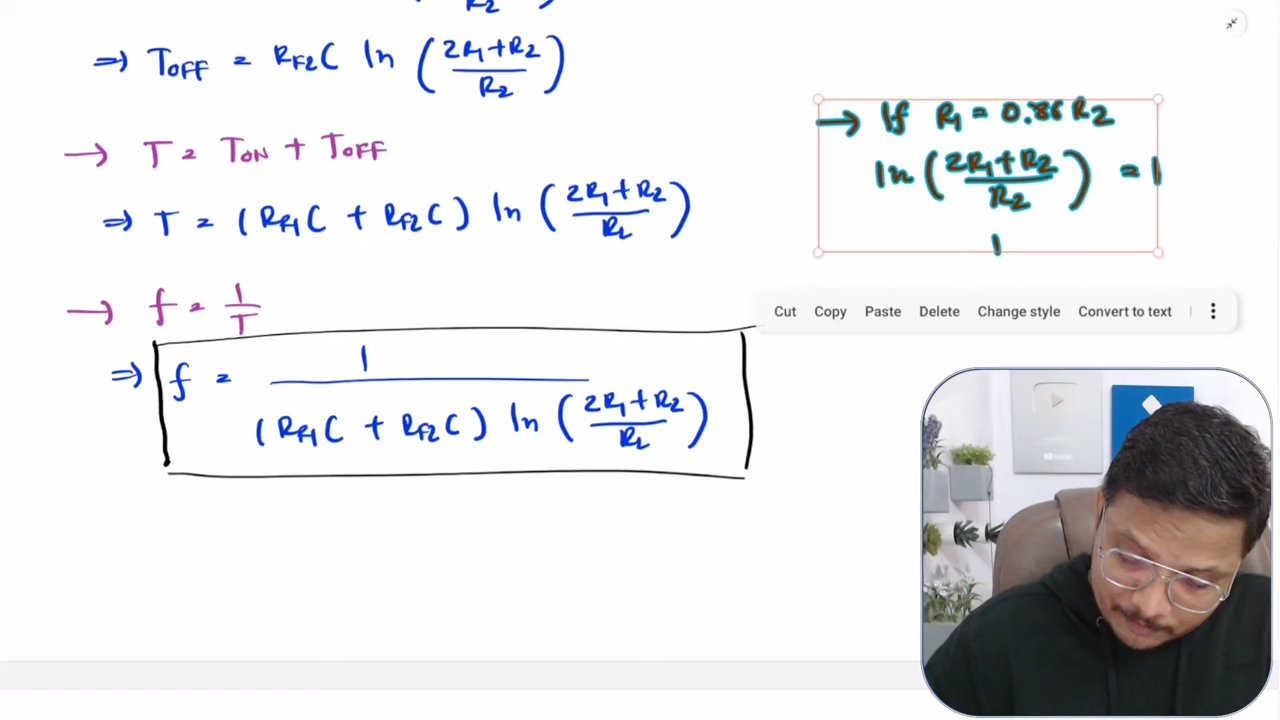 ⇒ TOFF = RF2C ln (2R1+R2 / R2)
→ If R1 = 0.86 R2
ln (2R1+R2 / R2) = 1
1
→ T = TON + TOFF
⇒ T = (RF1C + RF2C) ln (2R1+R2 / R2)
→ f = 1/T
Cut Copy Paste Delete Change style Convert to text
⇒ f = 1 / (RF1C + RF2C) ln (2R1+R2 / R2)